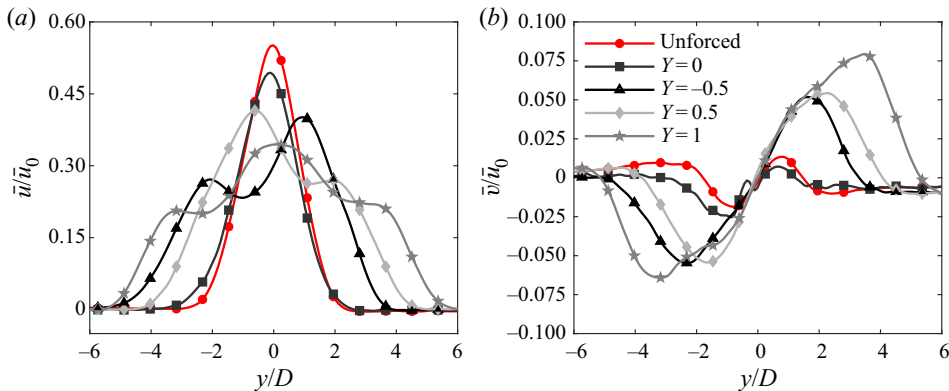 (a)
0.60
0.45
0.30
0.15
0
ū/ū₀
−6
−4
−2
0
2
4
6
y/D
(b)
0.100
0.075
0.050
0.025
0
−0.025
−0.050
−0.075
−0.100
v̄/ū₀
Unforced
Y = 0
Y = −0.5
Y = 0.5
Y = 1
−6
−4
−2
0
2
4
6
y/D